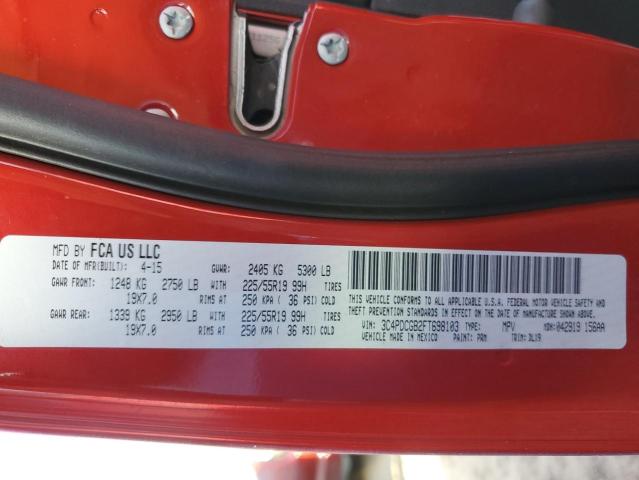 MFD BY FCA US LLC
DATE OF MFR(BUILT): 4-15 GVWR: 2405 KG 5300 LB
GAWR FRONT: 1248 KG 2750 LB WITH 225/55R19 99H TIRES
19X7.0 RIMS AT 250 KPA ( 36 PSI) COLD
GAWR REAR: 1339 KG 2950 LB WITH 225/55R19 99H TIRES
19X7.0 RIMS AT 250 KPA ( 36 PSI) COLD
THIS VEHICLE CONFORMS TO ALL APPLICABLE U.S.A. FEDERAL MOTOR VEHICLE SAFETY AND
THEFT PREVENTION STANDARDS IN EFFECT ON THE DATE OF MANUFACTURE SHOWN ABOVE.
VIN: 3C4PDCGB2FT698103 TYPE: MPV MDH: 042919 156AA
VEHICLE MADE IN MEXICO PAINT: PRM TRIM: DLX9